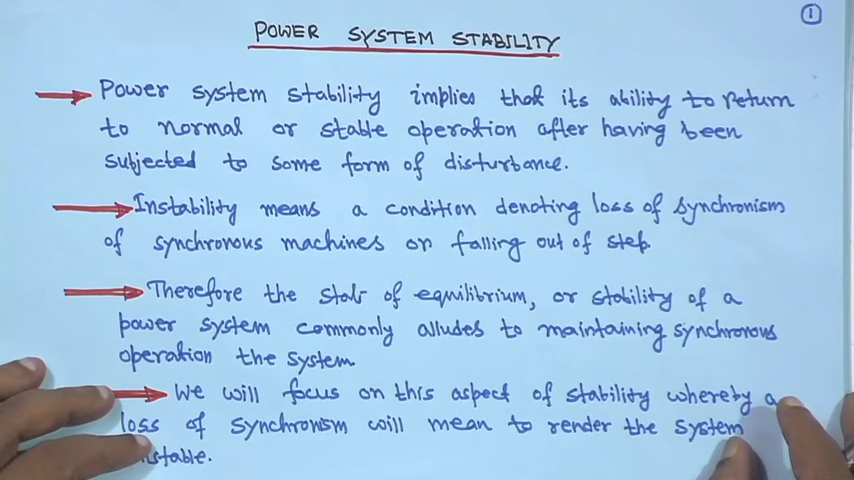 1
POWER SYSTEM STABILITY
Power system stability implies that its ability to return
to normal or stable operation after having been
subjected to some form of disturbance.
Instability means a condition denoting loss of synchronism
of synchronous machines or falling out of step
Therefore the state of equilibrium, or stability of a
power system commonly alludes to maintaining synchronous
operation the system.
We will focus on this aspect of stability whereby a
loss of synchronism will mean to render the system